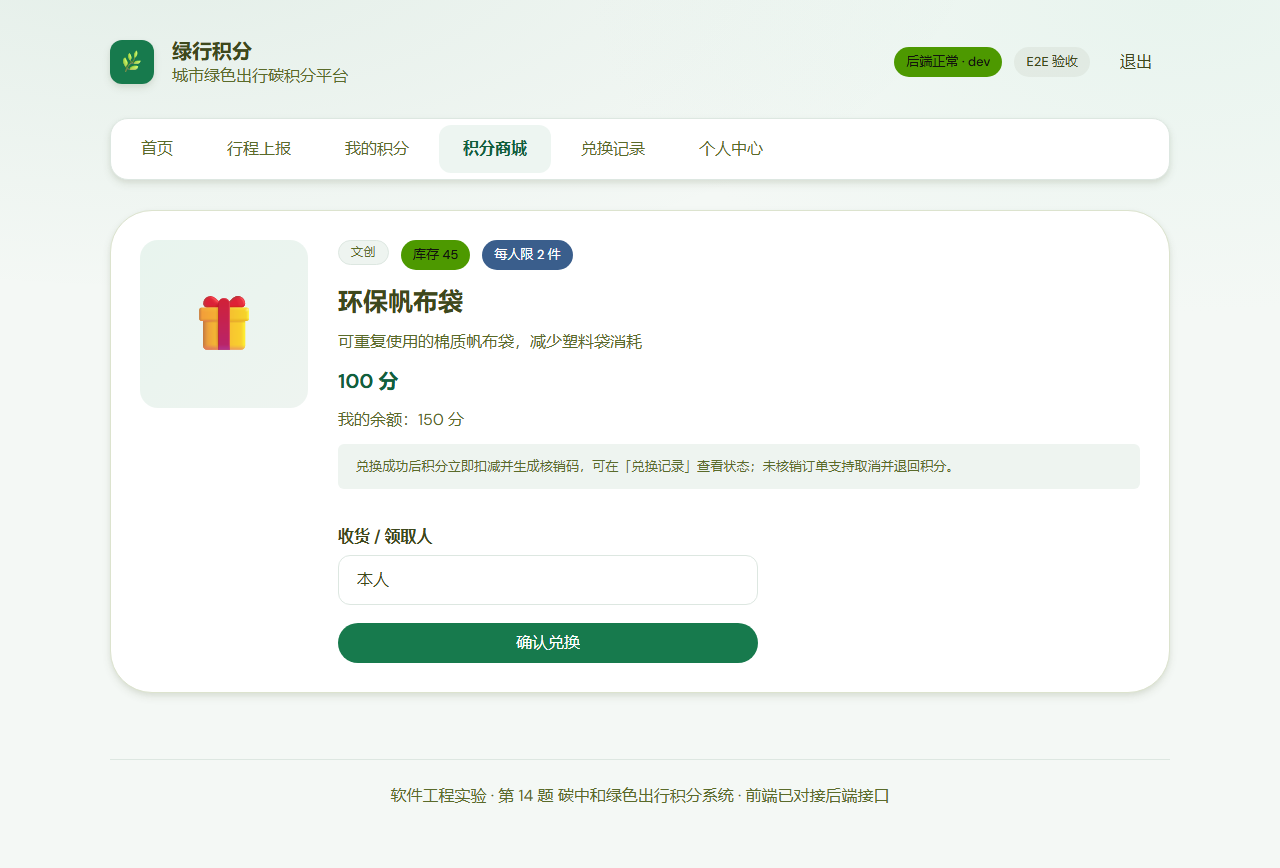 绿行积分
城市绿色出行碳积分平台
后端正常 · dev
E2E 验收
退出
首页
行程上报
我的积分
积分商城
兑换记录
个人中心
文创
库存 45
每人限 2 件
环保帆布袋
可重复使用的棉质帆布袋，减少塑料袋消耗
100 分
我的余额：150 分
兑换成功后积分立即扣减并生成核销码，可在「兑换记录」查看状态；未核销订单支持取消并退回积分。
收货 / 领取人
本人
确认兑换
软件工程实验 · 第 14 题 碳中和绿色出行积分系统 · 前端已对接后端接口